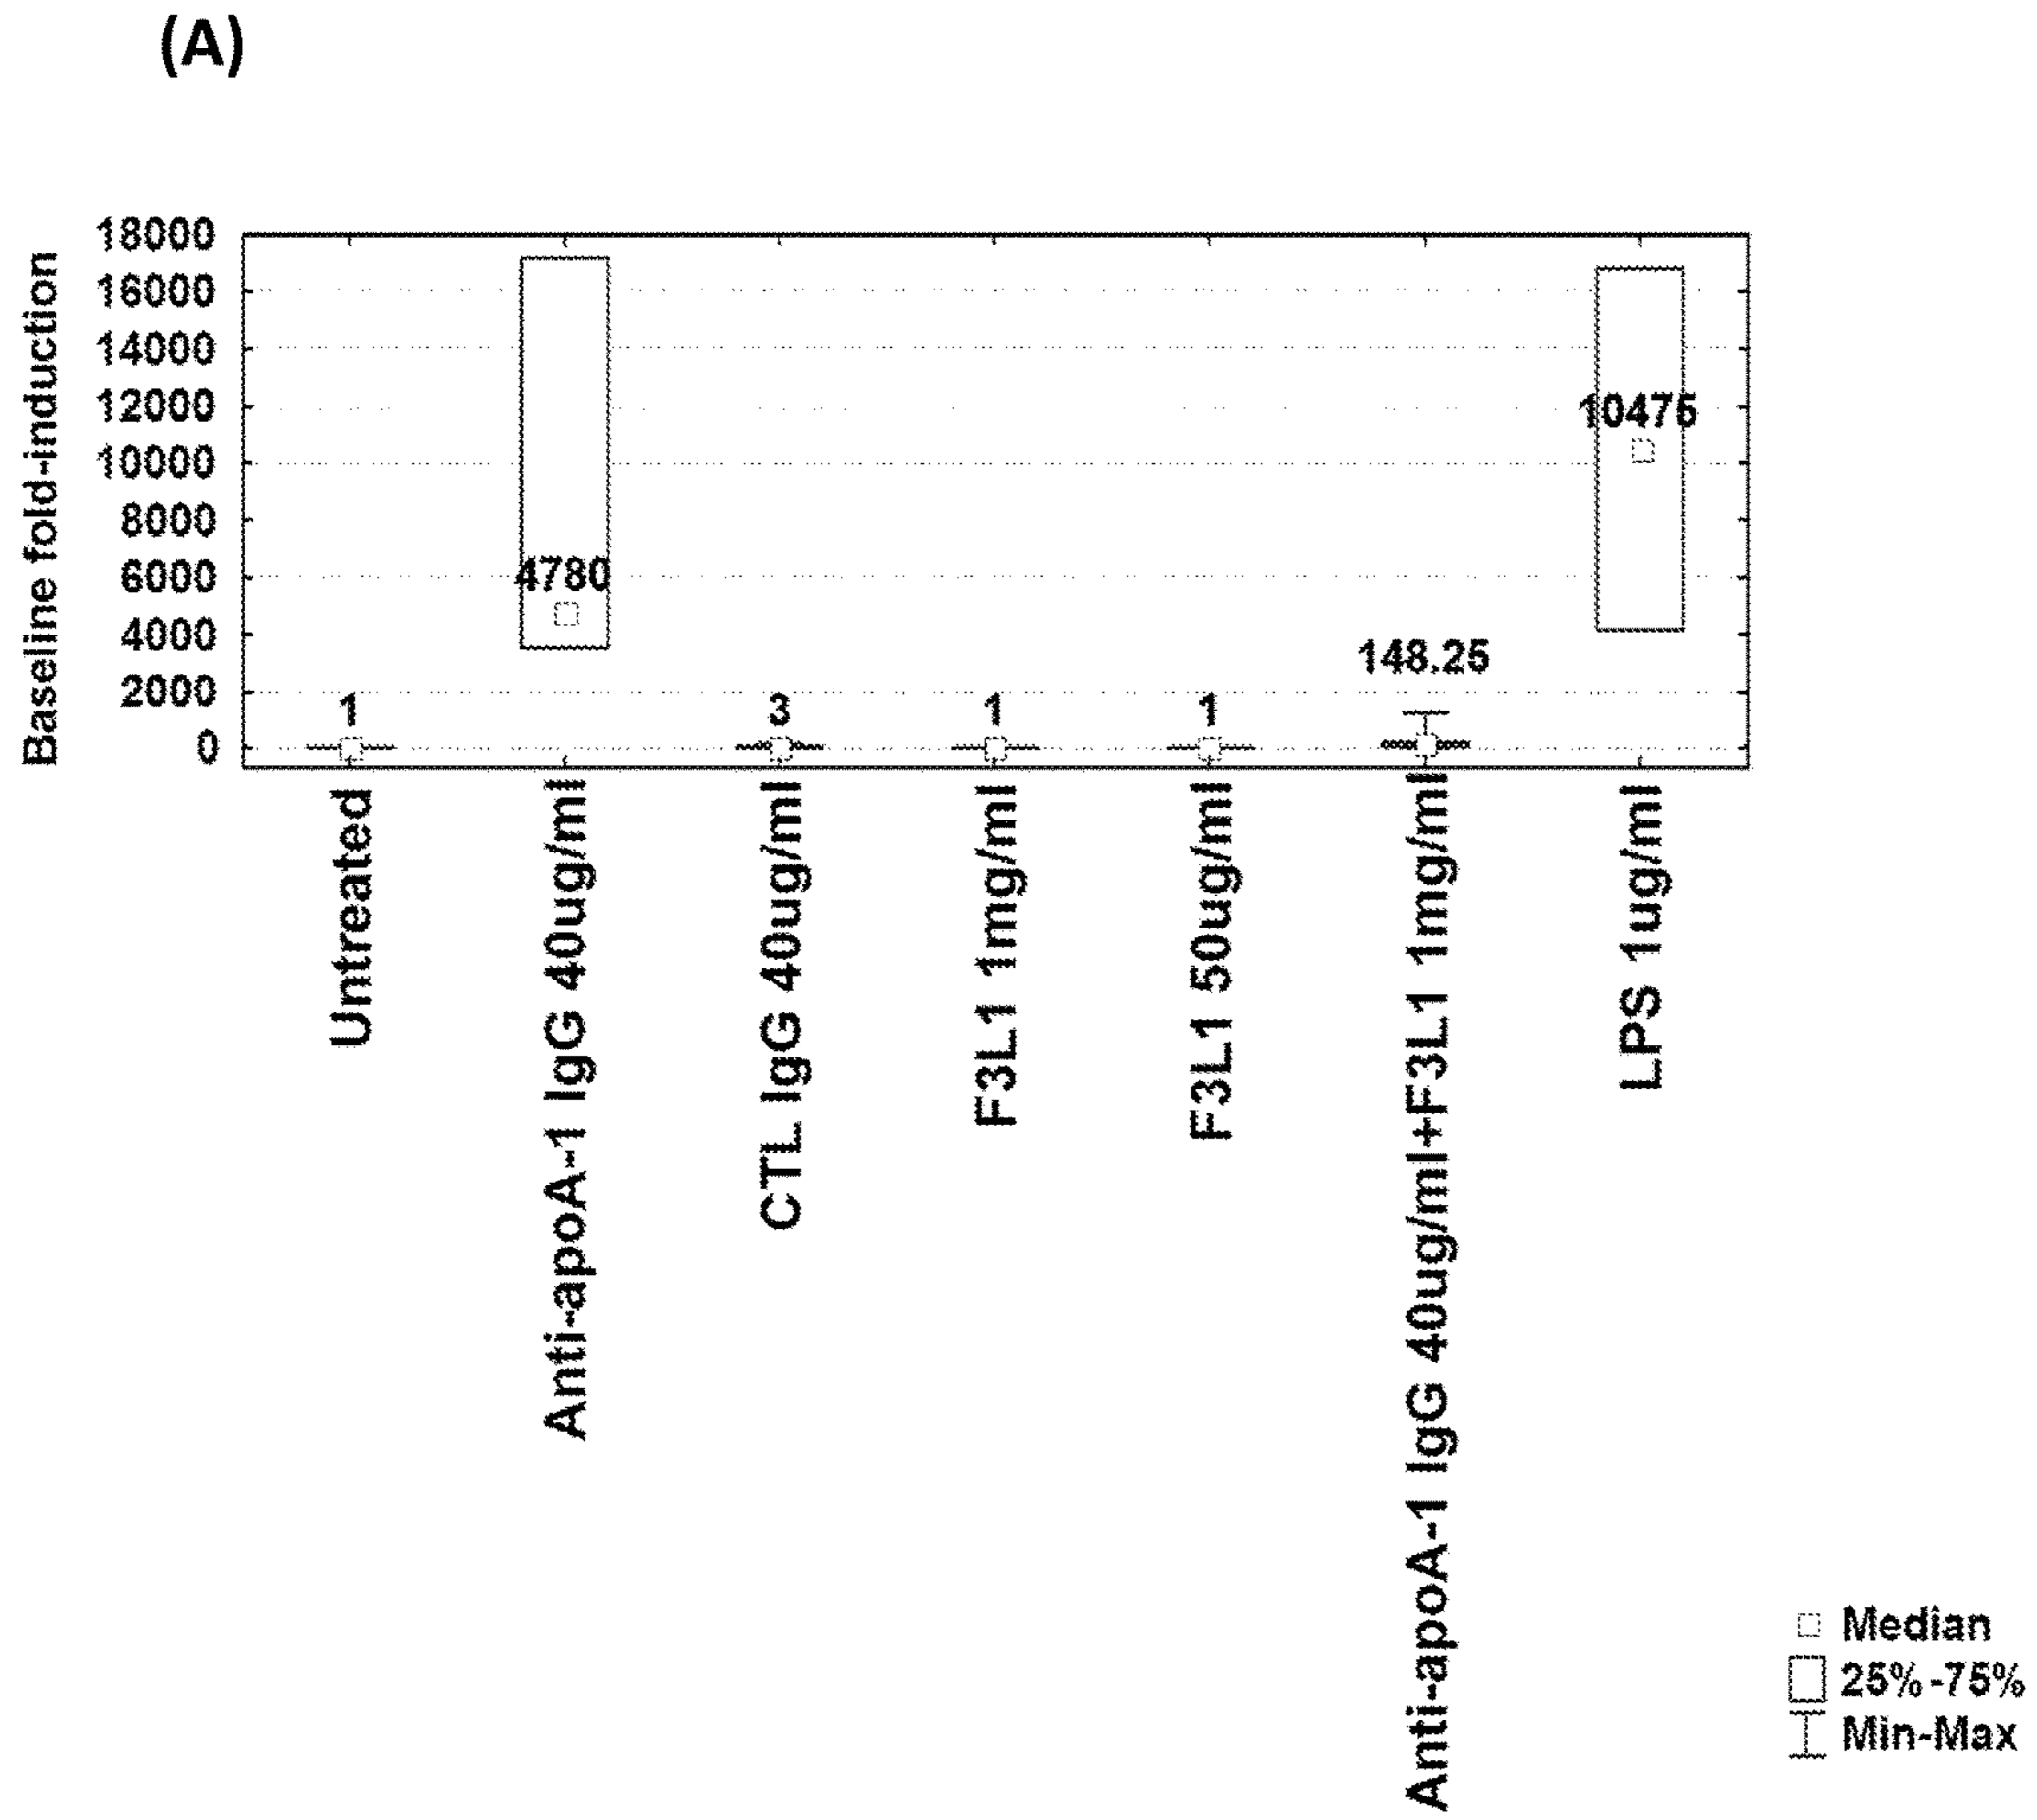 (A)
Baseline fold-induction
18000
16000
14000
12000
10000
8000
6000
4000
2000
0
1
4780
3
1
1
148.25
10475
Untreated
Anti-apoA-1 IgG 40ug/ml
CTL IgG 40ug/ml
F3L1 1mg/ml
F3L1 50ug/ml
Anti-apoA-1 IgG 40ug/ml+F3L1 1mg/ml
LPS 1ug/ml
Median
25%-75%
Min-Max